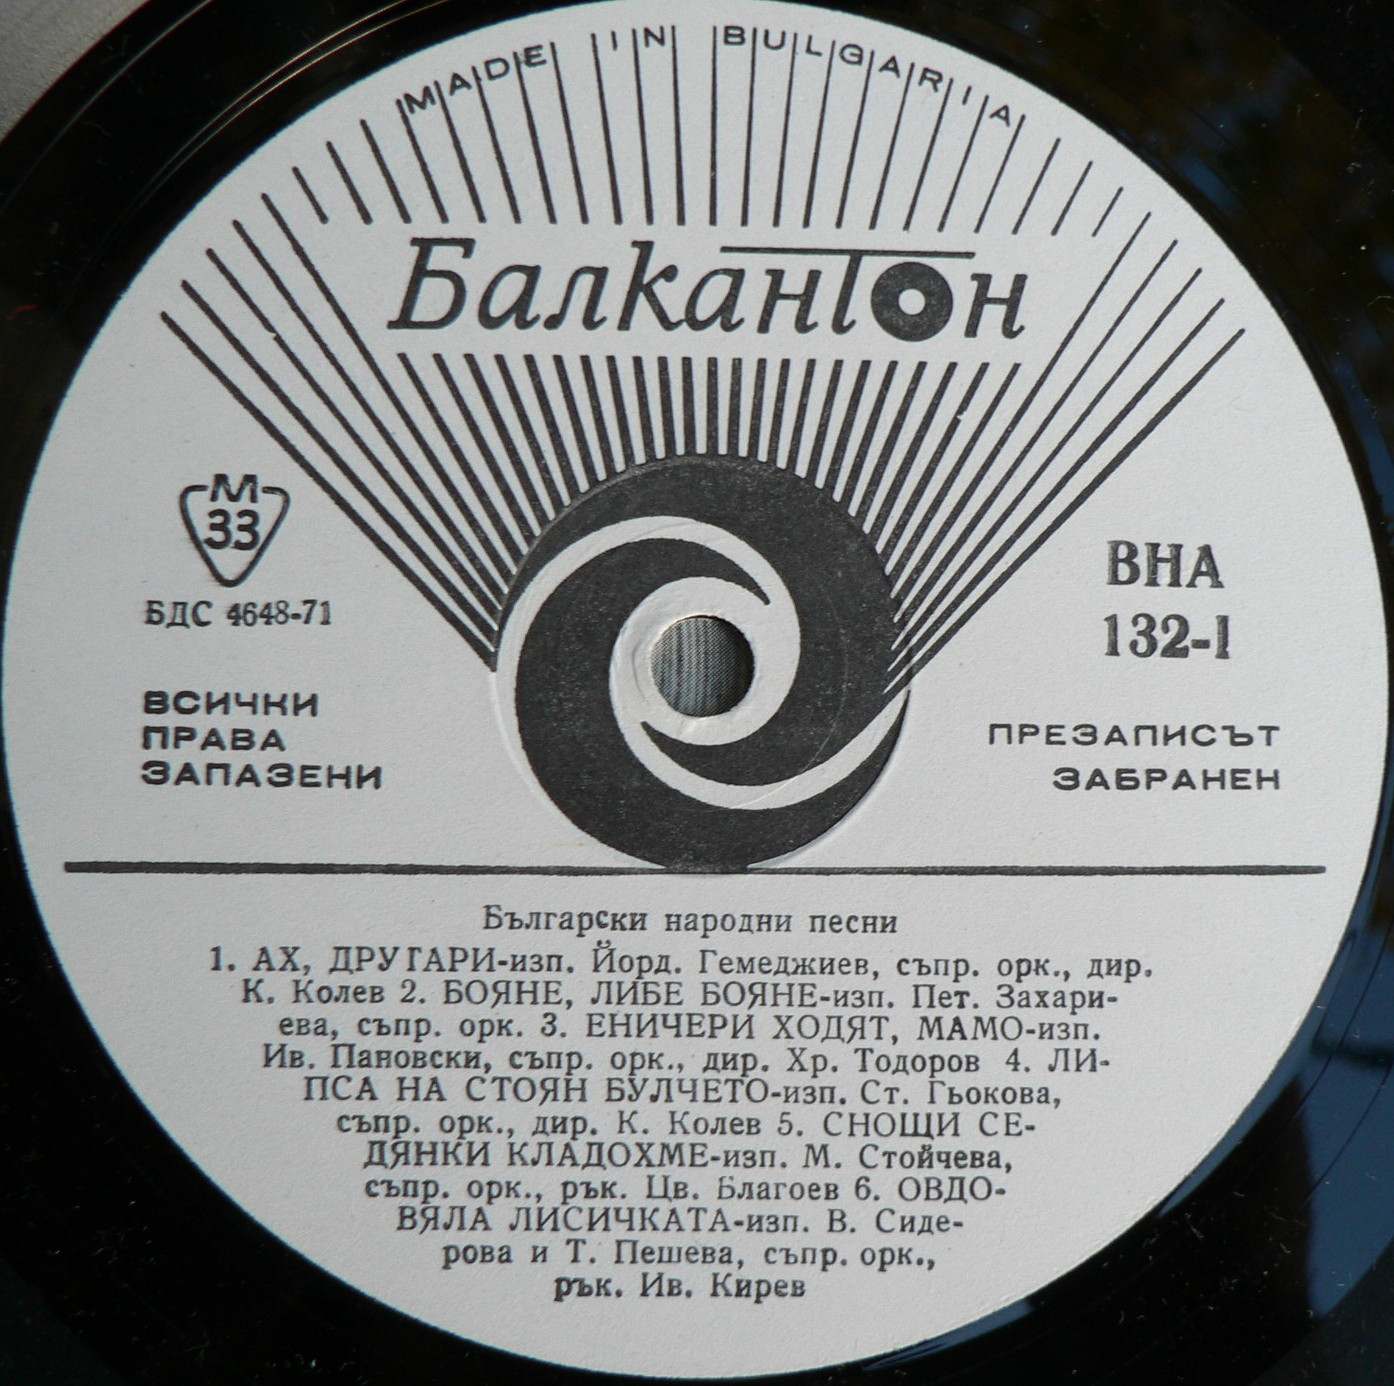 MADE IN BULGARIA
Балкантон
М
33
БДС 4648-71
ВСИЧКИ
ПРАВА
ЗАПАЗЕНИ
ВНА
132-I
ПРЕЗАПИСЪТ
ЗАБРАНЕН
Български народни песни
1. АХ, ДРУГАРИ-изп. Йорд. Гемеджиев, съпр. орк., дир.
К. Колев 2. БОЯНЕ, ЛИБЕ БОЯНЕ-изп. Пет. Захари-
ева, съпр. орк. 3. ЕНИЧЕРИ ХОДЯТ, МАМО-изп.
Ив. Пановски, съпр. орк., дир. Хр. Тодоров 4. ЛИ-
ПСА НА СТОЯН БУЛЧЕТО-изп. Ст. Гьокова,
съпр. орк., дир. К. Колев 5. СНОЩИ СЕ-
ДЯНКИ КЛАДОХМЕ-изп. М. Стойчева,
съпр. орк., рък. Цв. Благоев 6. ОВДО-
ВЯЛА ЛИСИЧКАТА-изп. В. Сиде-
рова и Т. Пешева, съпр. орк.,
рък. Ив. Кирев